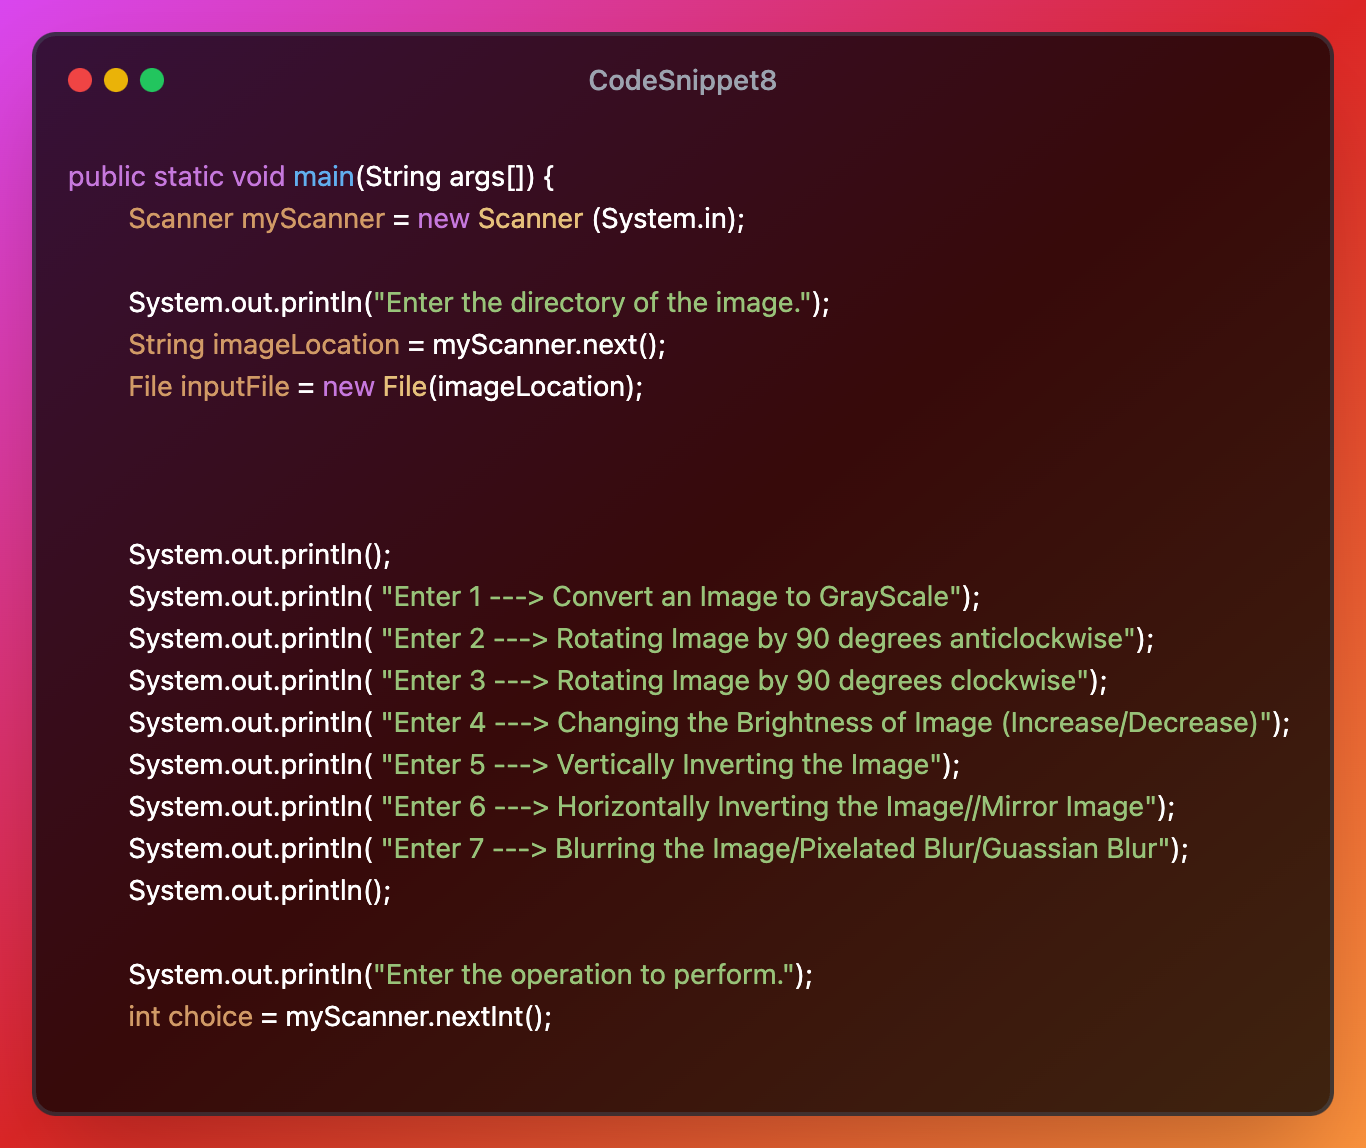 CodeSnippet8
public static void main(String args[]) {
Scanner myScanner = new Scanner (System.in);
System.out.println("Enter the directory of the image.");
String imageLocation = myScanner.next();
File inputFile = new File(imageLocation);
System.out.println();
System.out.println( "Enter 1 ---> Convert an Image to GrayScale");
System.out.println( "Enter 2 ---> Rotating Image by 90 degrees anticlockwise");
System.out.println( "Enter 3 ---> Rotating Image by 90 degrees clockwise");
System.out.println( "Enter 4 ---> Changing the Brightness of Image (Increase/Decrease)");
System.out.println( "Enter 5 ---> Vertically Inverting the Image");
System.out.println( "Enter 6 ---> Horizontally Inverting the Image//Mirror Image");
System.out.println( "Enter 7 ---> Blurring the Image/Pixelated Blur/Guassian Blur");
System.out.println();
System.out.println("Enter the operation to perform.");
int choice = myScanner.nextInt();